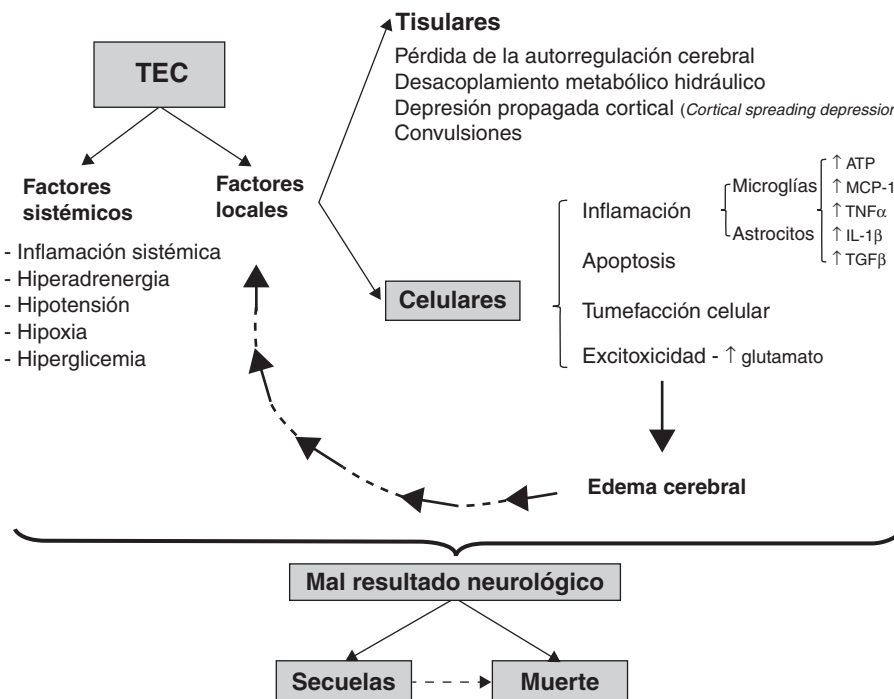 TEC
Factores
sistémicos
- Inflamación sistémica
- Hiperadrenergia
- Hipotensión
- Hipoxia
- Hiperglicemia
Factores
locales
Tisulares
Pérdida de la autorregulación cerebral
Desacoplamiento metabólico hidráulico
Depresión propagada cortical (Cortical spreading depression
Convulsiones
Celulares
Inflamación
Microglías
Astrocitos
↑ ATP
↑ MCP-1
↑ TNFα
↑ IL-1β
↑ TGFβ
Apoptosis
Tumefacción celular
Excitoxicidad - ↑ glutamato
Edema cerebral
Mal resultado neurológico
Secuelas
Muerte